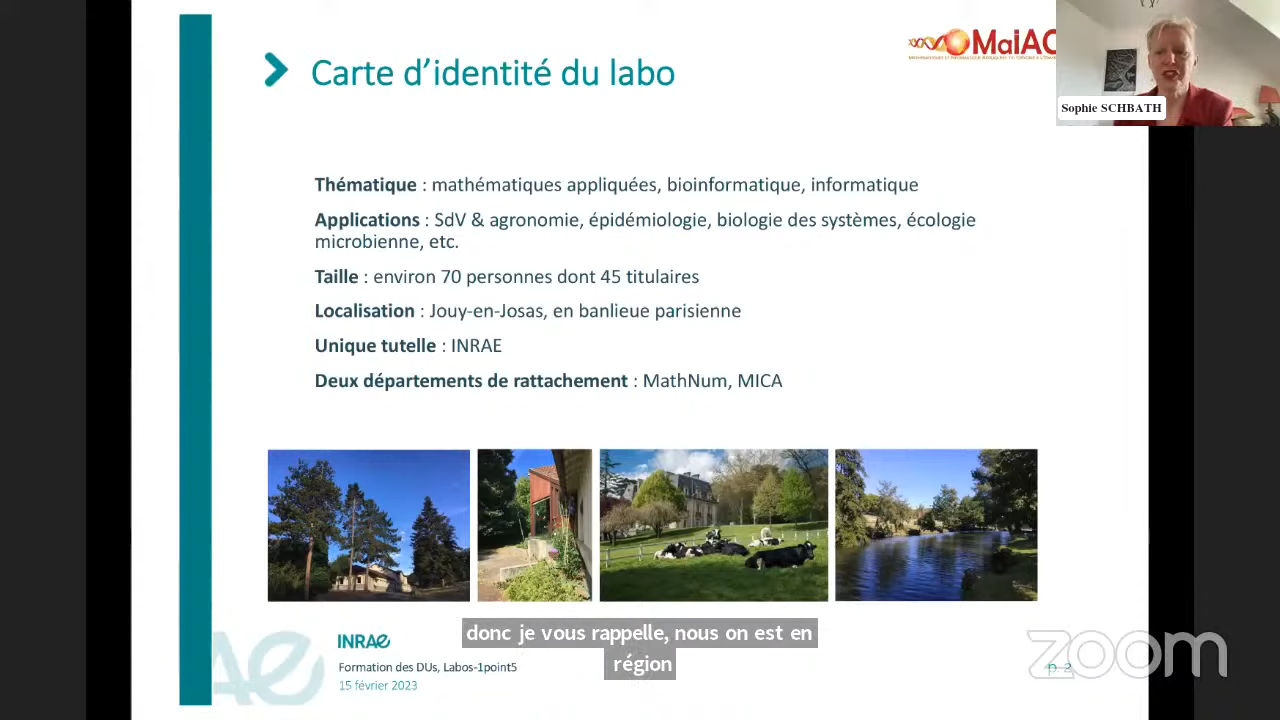 Carte d'identité du labo
MaiAG
Sophie SCHBATH
Thématique : mathématiques appliquées, bioinformatique, informatique
Applications : SdV & agronomie, épidémiologie, biologie des systèmes, écologie
microbienne, etc.
Taille : environ 70 personnes dont 45 titulaires
Localisation : Jouy-en-Josas, en banlieue parisienne
Unique tutelle : INRAE
Deux départements de rattachement : MathNum, MICA
donc je vous rappelle, nous on est en
région
INRAE
Formation des DUs, Labos-1point5
15 février 2023
zoom
p. 2